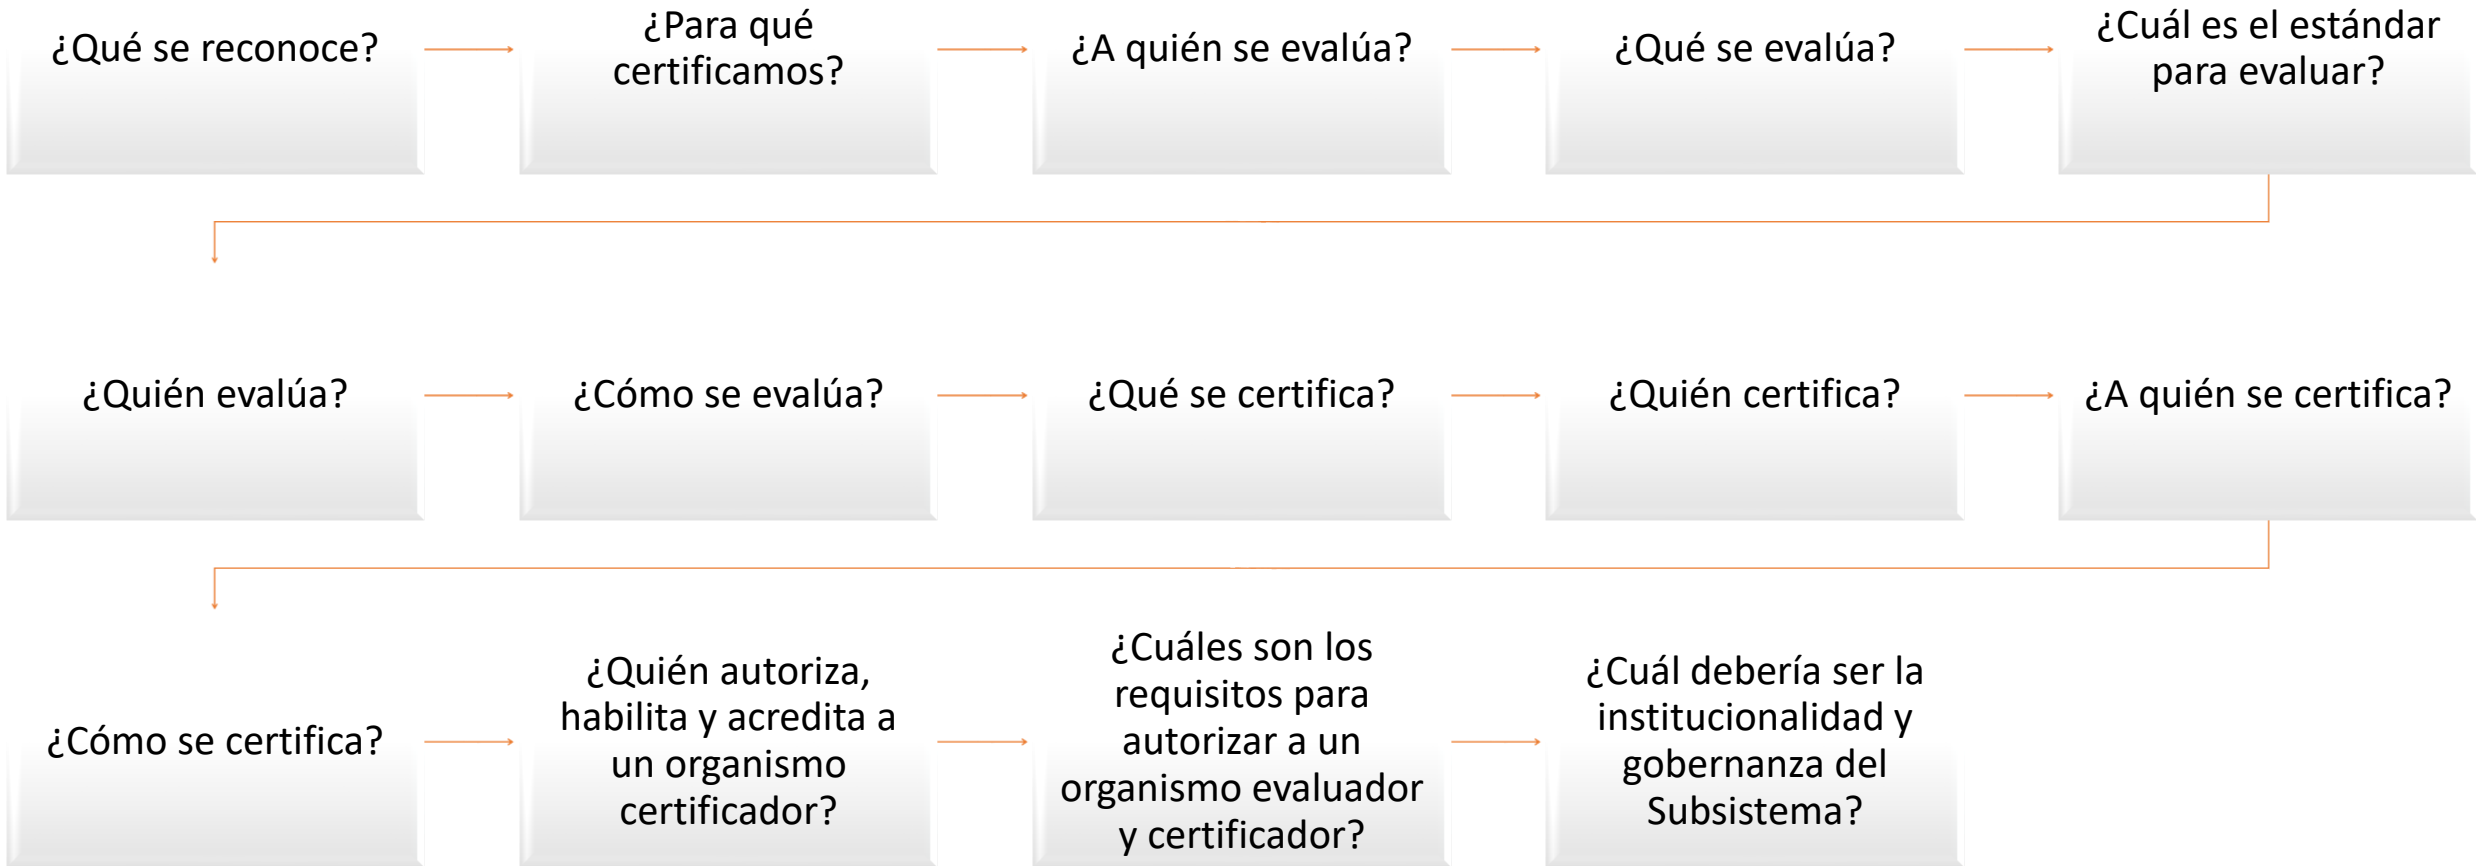 ¿Qué se reconoce?
¿Para qué
certificamos?
¿A quién se evalúa?
¿Qué se evalúa?
¿Cuál es el estándar
para evaluar?
¿Quién evalúa?
¿Cómo se evalúa?
¿Qué se certifica?
¿Quién certifica?
¿A quién se certifica?
¿Cómo se certifica?
¿Quién autoriza,
habilita y acredita a
un organismo
certificador?
¿Cuáles son los
requisitos para
autorizar a un
organismo evaluador
y certificador?
¿Cuál debería ser la
institucionalidad y
gobernanza del
Subsistema?